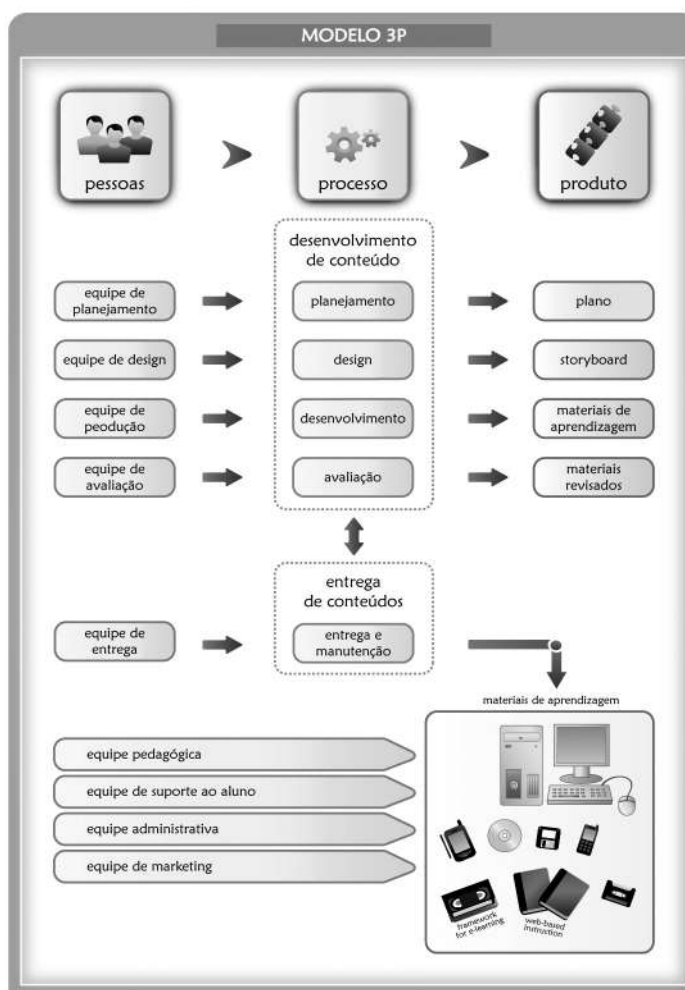 MODELO 3P
pessoas
processo
produto
desenvolvimento
de conteúdo
equipe de
planejamento
planejamento
plano
equipe de design
design
storyboard
equipe de
peodução
desenvolvimento
materiais de
aprendizagem
equipe de
avaliação
avaliação
materiais
revisados
entrega
de conteúdos
equipe de
entrega
entrega e
manutenção
materiais de aprendizagem
equipe pedagógica
equipe de suporte ao aluno
equipe administrativa
equipe de marketing
framework
for e-learning
web-based
instruction